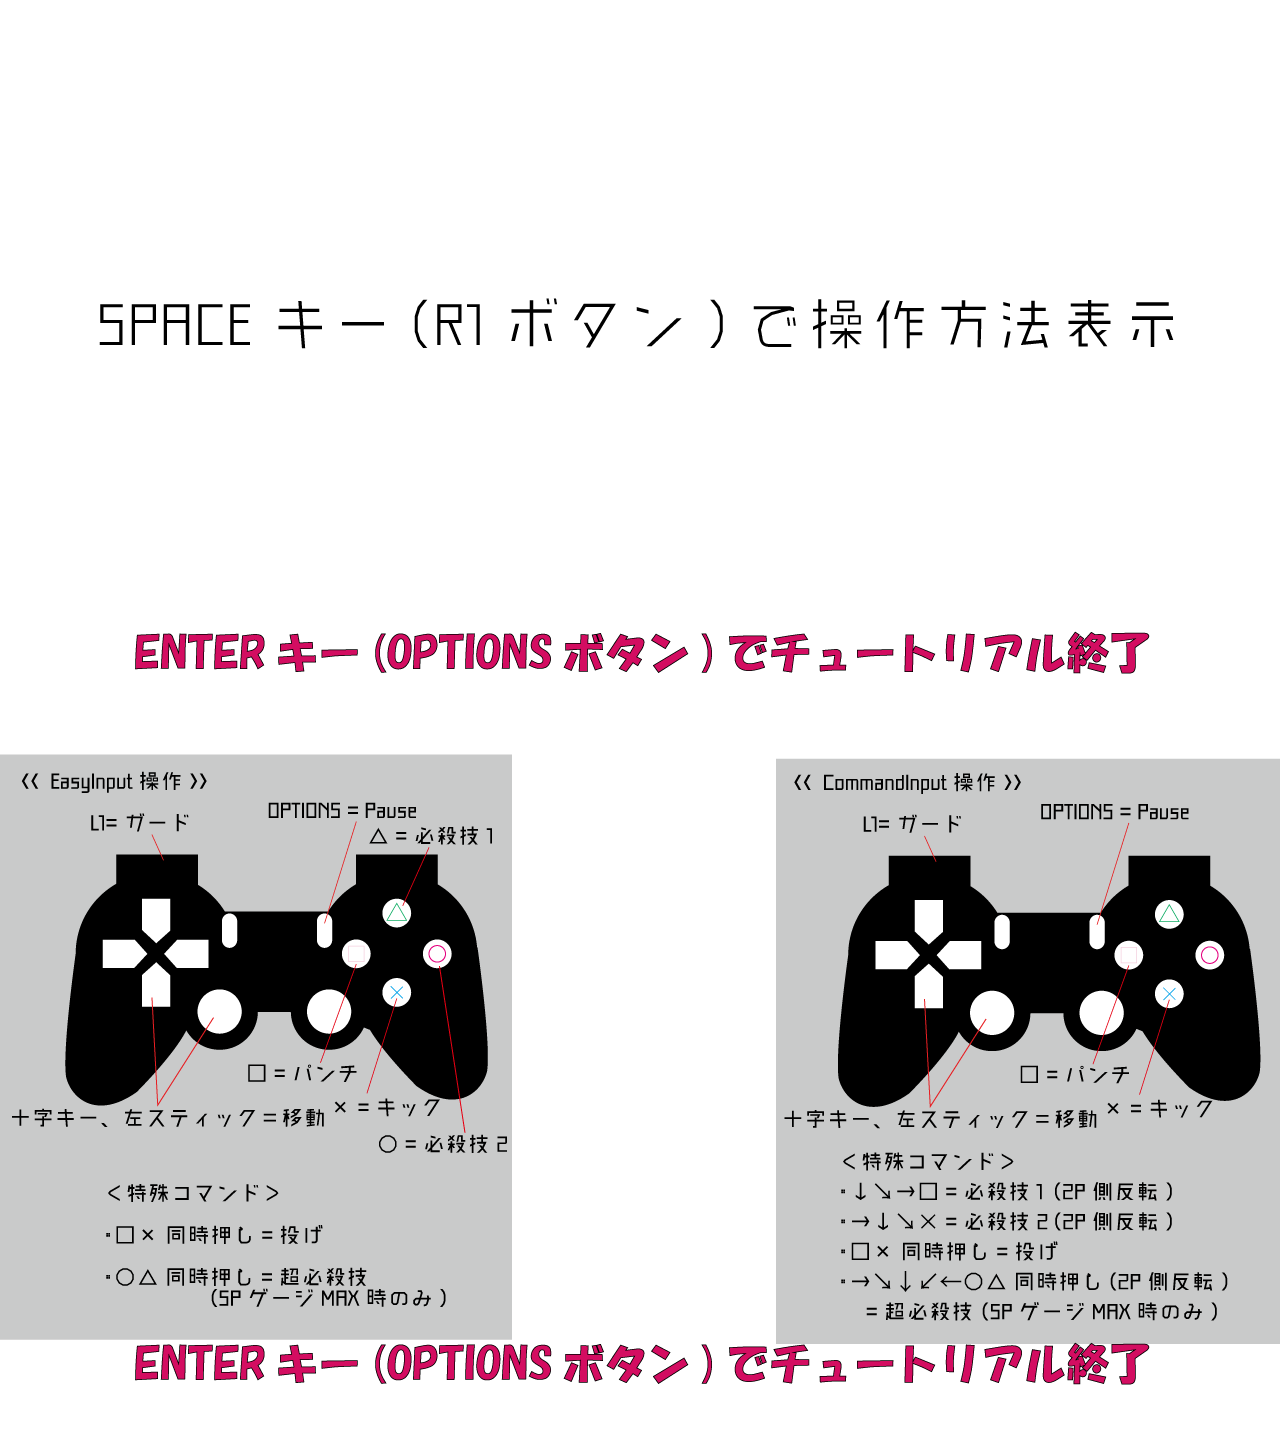 SPACE キー (R1 ボタン ) で操作方法表示
ENTER キー (OPTIONS ボタン ) でチュートリアル終了
<< EasyInput 操作 >>
L1= ガード
OPTIONS = Pause
△ = 必殺技 1
□ = パンチ
× = キック
十字キー、左スティック = 移動
○ = 必殺技 2
< 特殊コマンド >
・□ × 同時押し = 投げ
・○△ 同時押し = 超必殺技
(SP ゲージ MAX 時のみ )
<< CommandInput 操作 >>
L1= ガード
OPTIONS = Pause
□ = パンチ
× = キック
十字キー、左スティック = 移動
< 特殊コマンド >
・↓↘→□ = 必殺技 1 (2P 側反転 )
・→↓↘× = 必殺技 2 (2P 側反転 )
・□ × 同時押し = 投げ
・→↘↓↙←○△ 同時押し (2P 側反転 )
= 超必殺技 (SP ゲージ MAX 時のみ )
ENTER キー (OPTIONS ボタン ) でチュートリアル終了